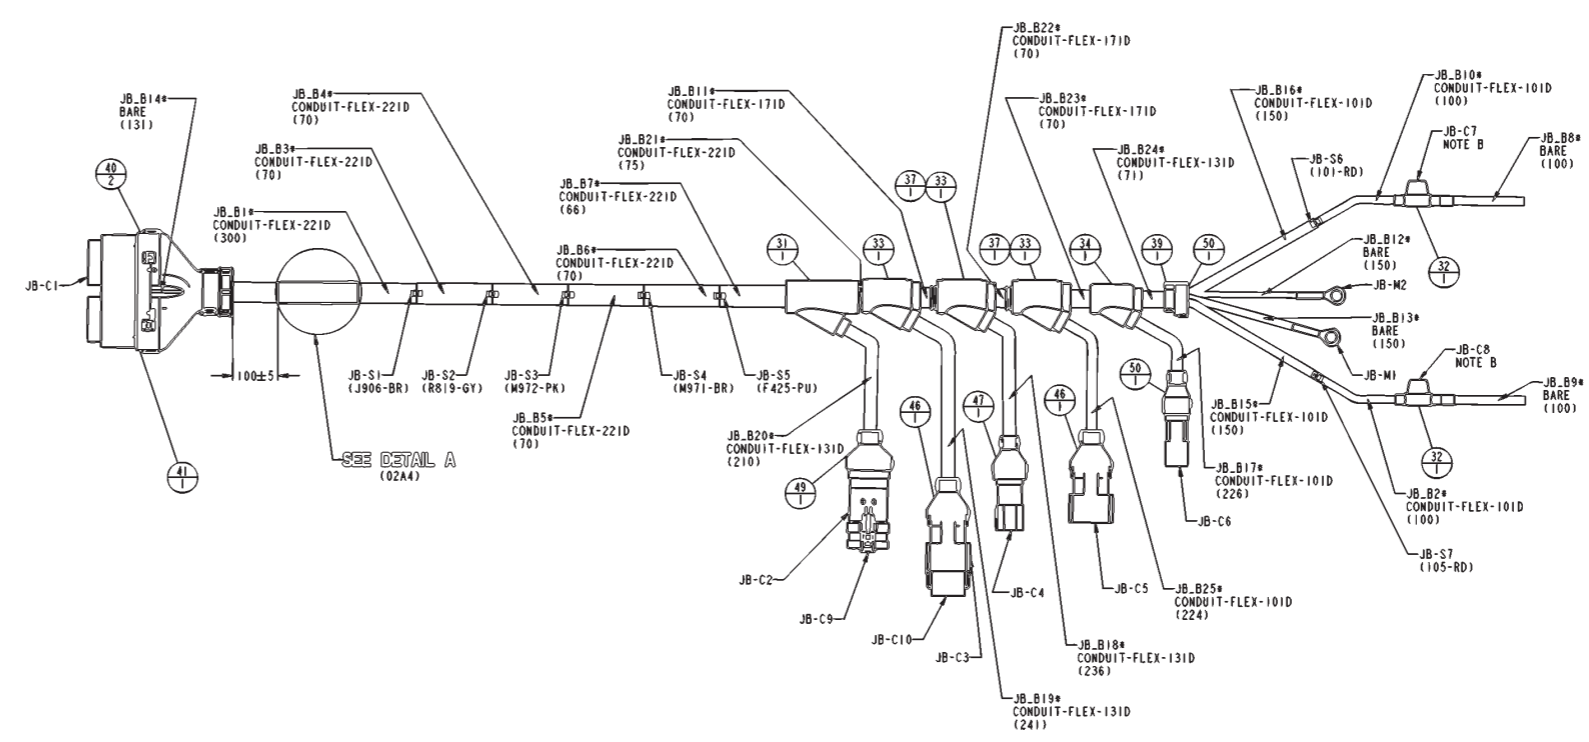 JB_B22*
CONDUIT-FLEX-17ID
(70)
JB_B14*
BARE
(131)
JB_B4*
CONDUIT-FLEX-22ID
(70)
JB_B11*
CONDUIT-FLEX-17ID
(70)
JB_B23*
CONDUIT-FLEX-17ID
(70)
JB_B16*
CONDUIT-FLEX-10ID
(150)
JB_B10*
CONDUIT-FLEX-10ID
(100)
JB_B3*
CONDUIT-FLEX-22ID
(70)
JB_B21*
CONDUIT-FLEX-22ID
(75)
JB_B24*
CONDUIT-FLEX-13ID
(71)
JB-C7
NOTE B
JB_B8*
BARE
(100)
JB-S6
(101-RD)
40
2
JB_B7*
CONDUIT-FLEX-22ID
(66)
37
1
33
1
JB_B1*
CONDUIT-FLEX-22ID
(300)
JB_B6*
CONDUIT-FLEX-22ID
(70)
31
1
33
1
37
1
33
1
34
1
39
1
50
1
JB_B12*
BARE
(150)
32
1
JB-C1
JB-M2
JB_B13*
BARE
(150)
100±5
JB-S1
(J906-BR)
JB-S2
(R819-GY)
JB-S3
(M972-PK)
JB-S4
(M971-BR)
JB-S5
(F425-PU)
JB-M1
JB-C8
NOTE B
JB_B9*
BARE
(100)
JB_B5*
CONDUIT-FLEX-22ID
(70)
JB_B20*
CONDUIT-FLEX-13ID
(210)
46
1
47
1
46
1
50
1
JB_B15*
CONDUIT-FLEX-10ID
(150)
SEE DETAIL A
(02A4)
41
1
49
1
JB_B17*
CONDUIT-FLEX-10ID
(226)
32
1
JB_B2*
CONDUIT-FLEX-10ID
(100)
JB-C6
JB-S7
(105-RD)
JB-C2
JB-C9
JB-C10
JB-C3
JB-C4
JB-C5
JB_B25*
CONDUIT-FLEX-10ID
(224)
JB_B18*
CONDUIT-FLEX-13ID
(236)
JB_B19*
CONDUIT-FLEX-13ID
(241)